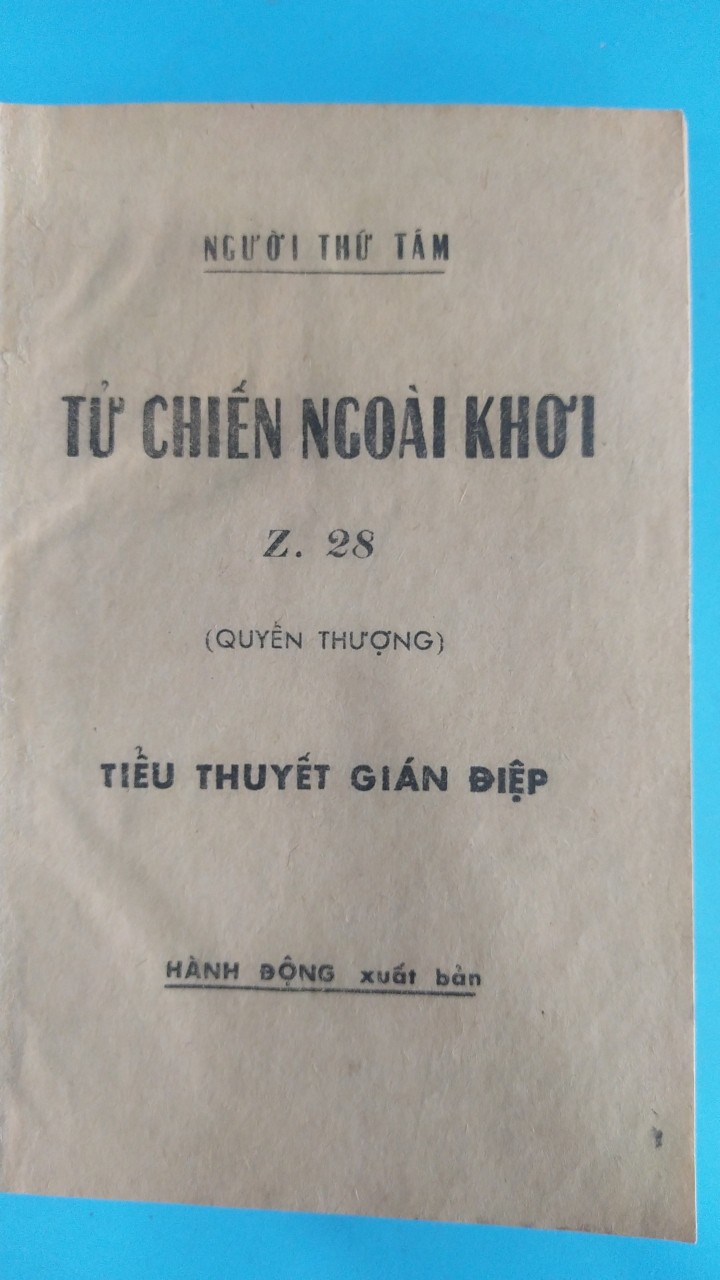 NGƯỜI THỨ TÁM
TỬ CHIẾN NGOÀI KHƠI
Z. 28
(QUYỂN THƯỢNG)
TIỂU THUYẾT GIÁN ĐIỆP
HÀNH ĐỘNG xuất bản